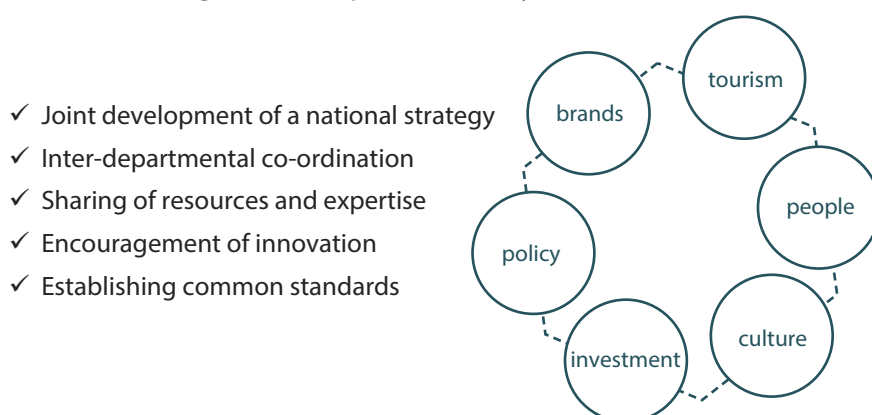 ✓ Joint development of a national strategy
✓ Inter-departmental co-ordination
✓ Sharing of resources and expertise
✓ Encouragement of innovation
✓ Establishing common standards
brands
tourism
people
culture
investment
policy